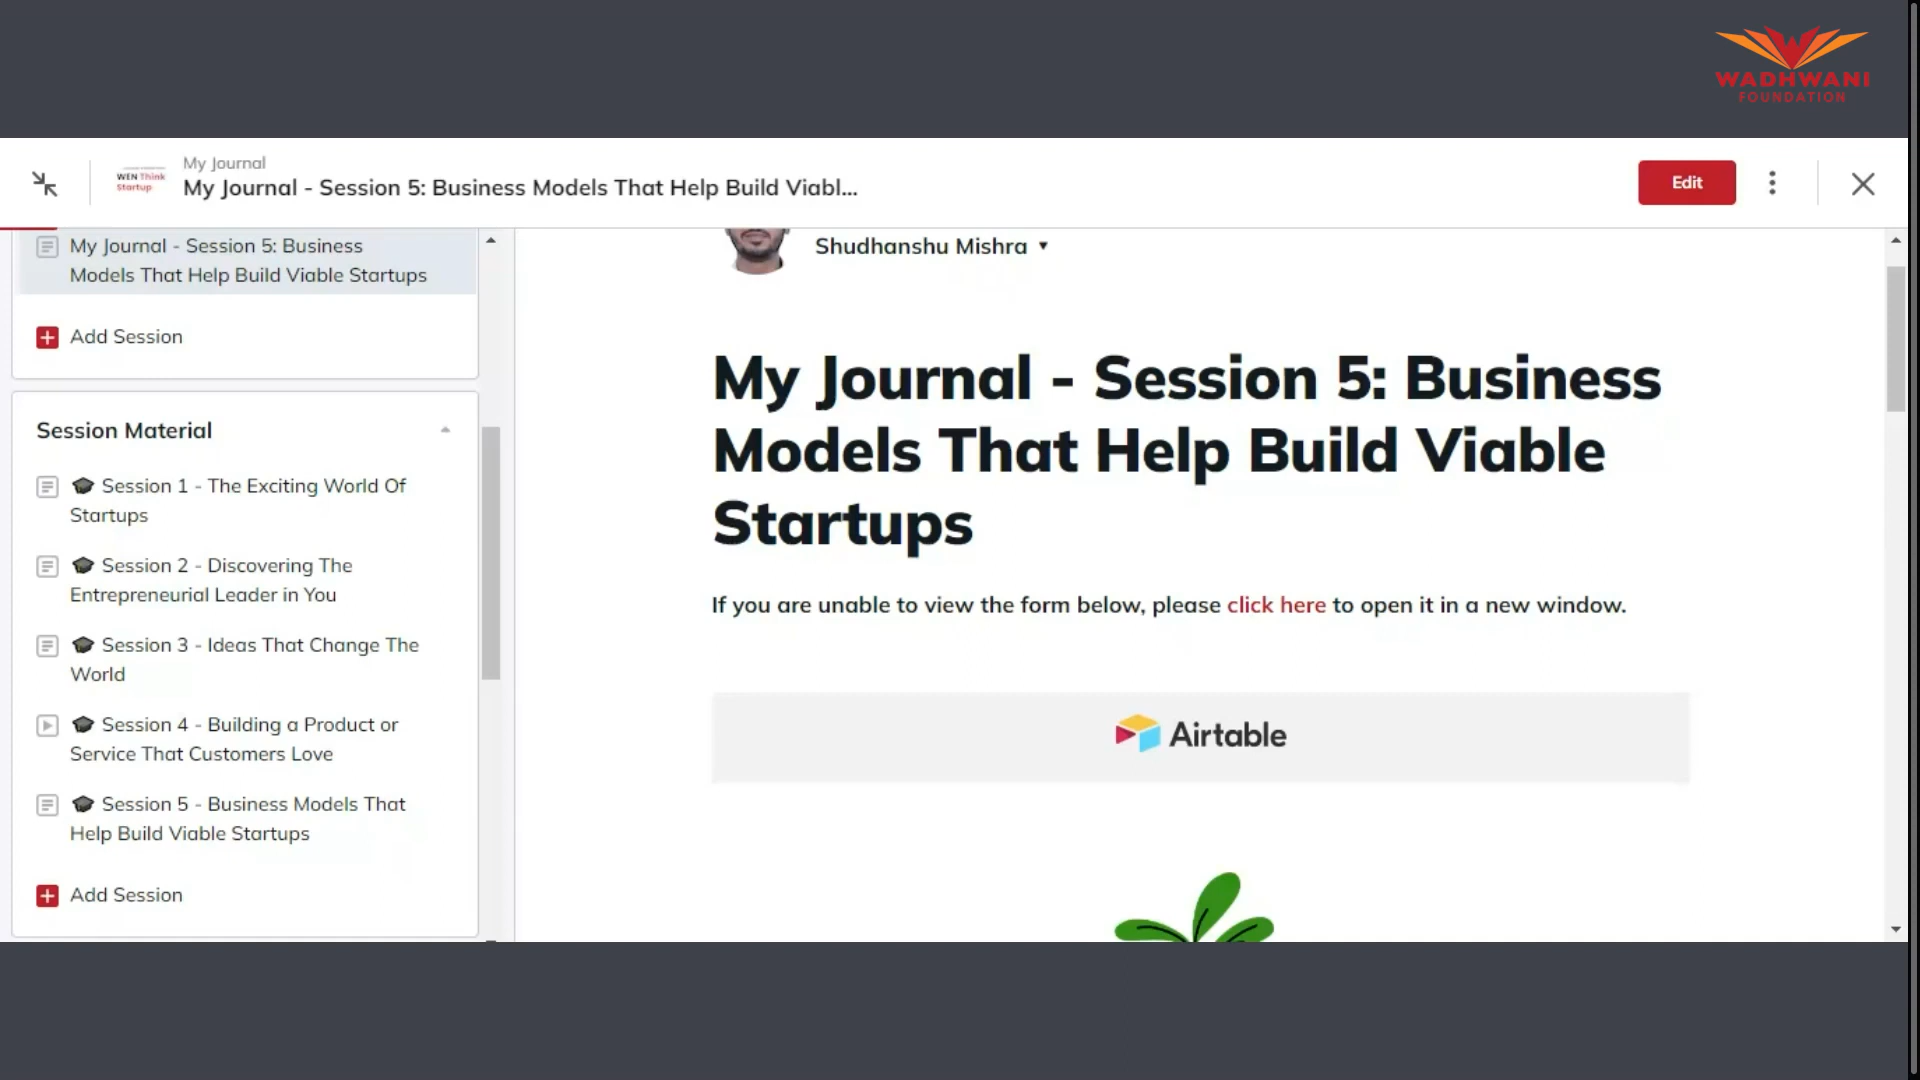 WADHWANI
FOUNDATION
WEN Think
Startup
My Journal
My Journal - Session 5: Business Models That Help Build Viabl...
Edit
My Journal - Session 5: Business
Models That Help Build Viable Startups
Add Session
Session Material
Session 1 - The Exciting World Of
Startups
Session 2 - Discovering The
Entrepreneurial Leader in You
Session 3 - Ideas That Change The
World
Session 4 - Building a Product or
Service That Customers Love
Session 5 - Business Models That
Help Build Viable Startups
Add Session
Shudhanshu Mishra
My Journal - Session 5: Business
Models That Help Build Viable
Startups
If you are unable to view the form below, please click here to open it in a new window.
Airtable